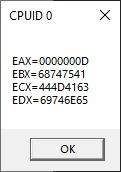 CPUID 0
EAX=0000000D
EBX=68747541
ECX=444D4163
EDX=69746E65
OK